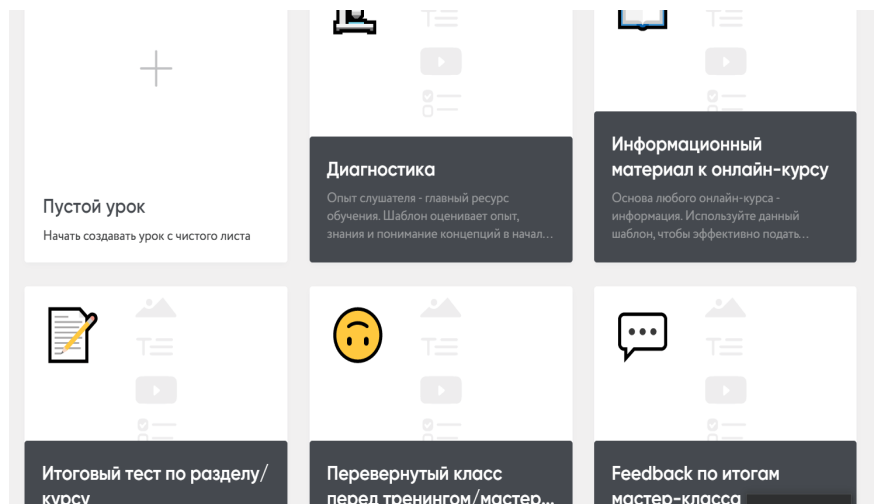 Пустой урок
Начать создавать урок с чистого листа
Диагностика
Опыт слушателя - главный ресурс
обучения. Шаблон оценивает опыт,
знания и понимание концепций в начал...
Информационный
материал к онлайн-курсу
Основа любого онлайн-курса -
информация. Используйте данный
шаблон, чтобы эффективно подать...
Итоговый тест по разделу/
курсу
Перевернутый класс
перед тренингом/мастер...
Feedback по итогам
мастер-класса